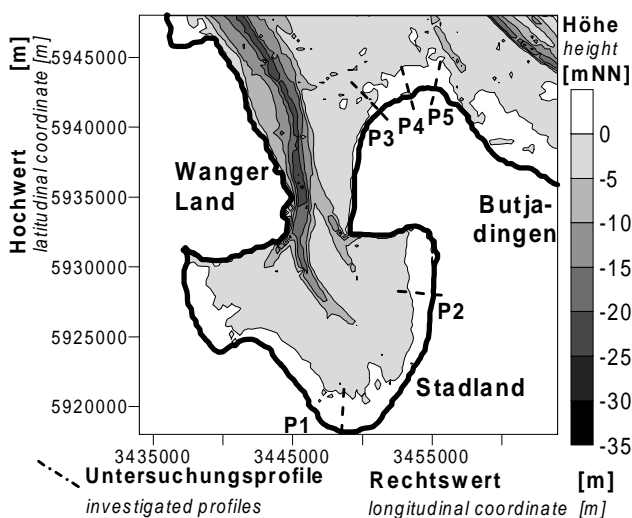 Höhe
height
[mNN]
Hochwert [m]
latitudinal coordinate [m]
5945000
5940000
5935000
5930000
5925000
5920000
Wanger
Land
P3
P4
P5
Butja-
dingen
P2
Stadland
P1
0
-5
-10
-15
-20
-25
-30
-35
3435000
3445000
3455000
Untersuchungsprofile
investigated profiles
Rechtswert [m]
longitudinal coordinate [m]